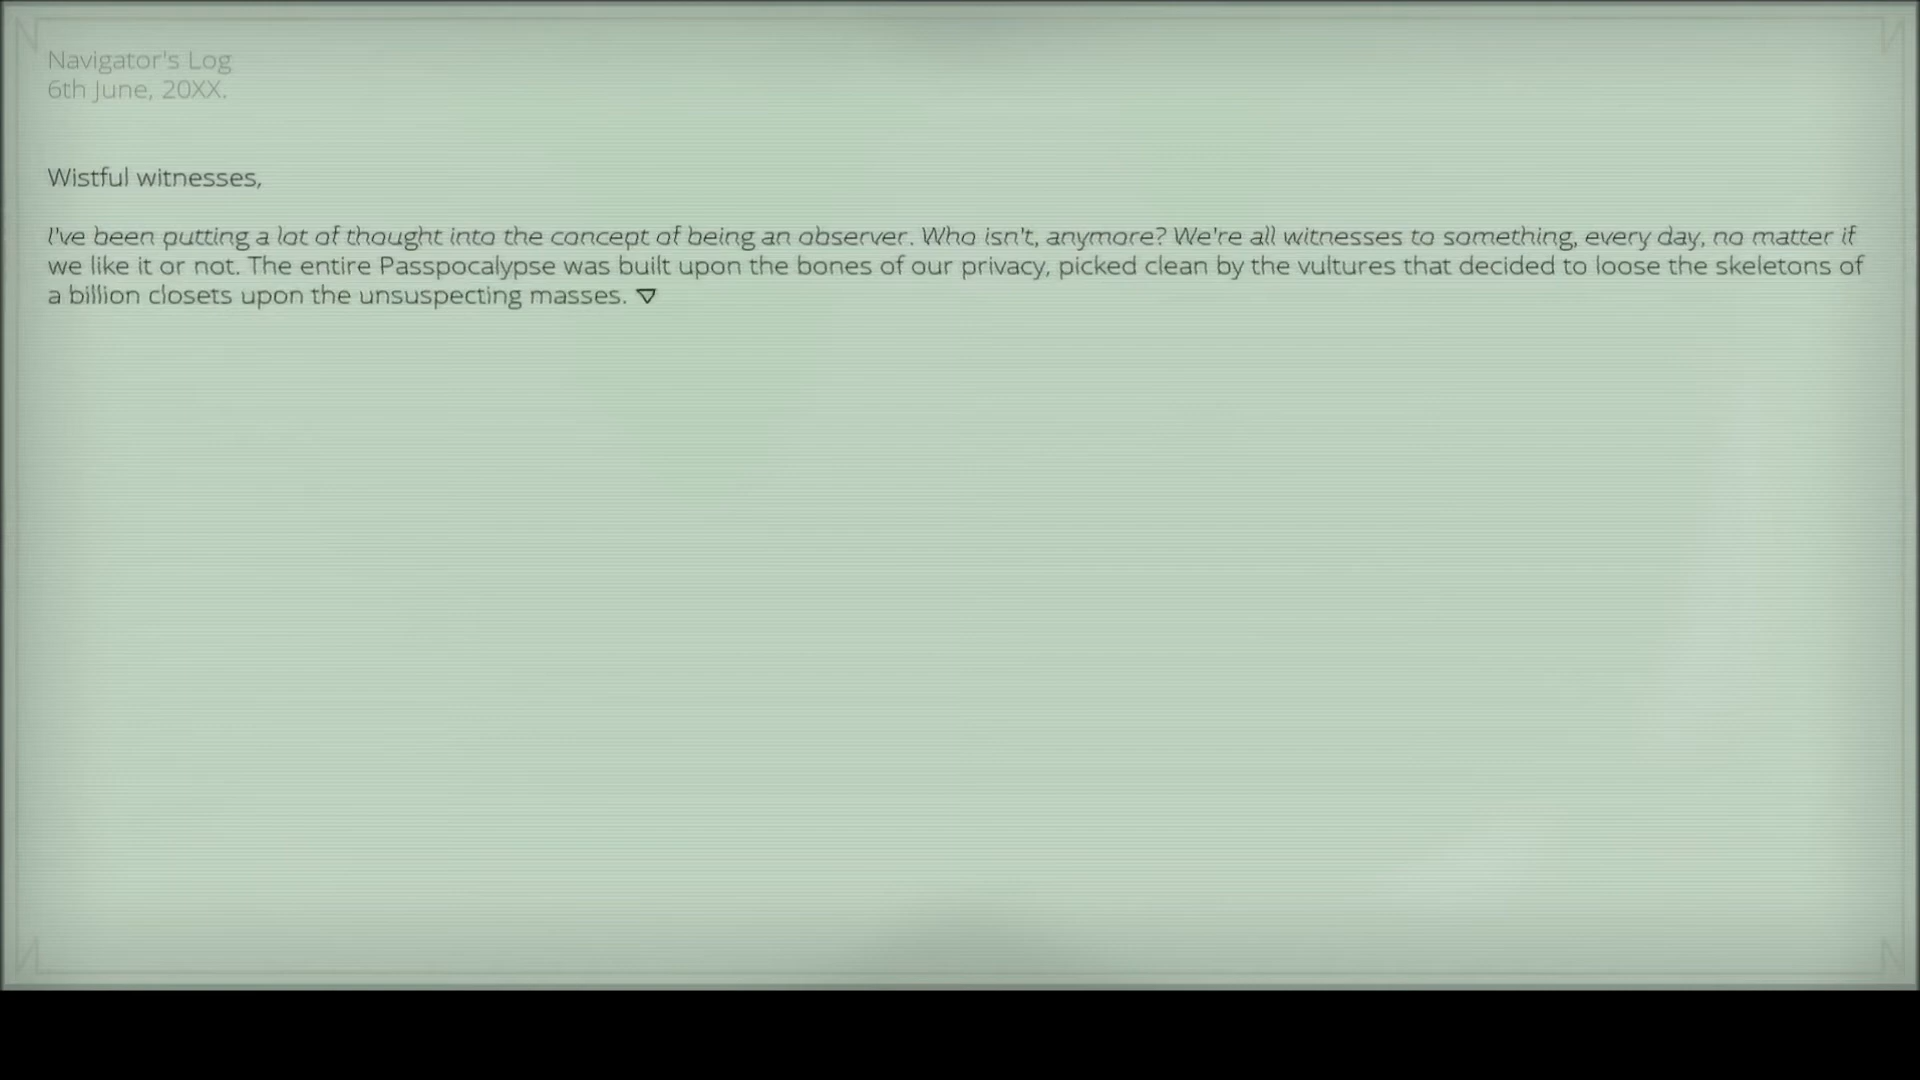 Navigator's Log
6th June, 20XX.
Wistful witnesses,
I've been putting a lot of thought into the concept of being an observer. Who isn't, anymore? We're all witnesses to something, every day, no matter if
we like it or not. The entire Passpocalypse was built upon the bones of our privacy, picked clean by the vultures that decided to loose the skeletons of
a billion closets upon the unsuspecting masses.